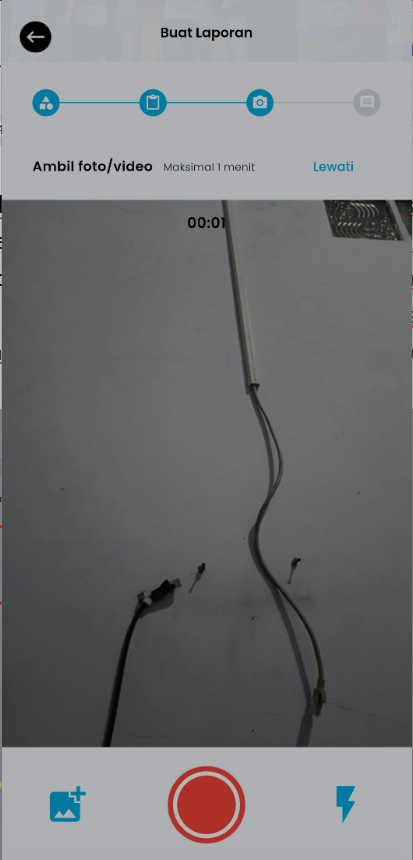 Buat Laporan
Ambil foto/video Maksimal 1 menit Lewati
00:01